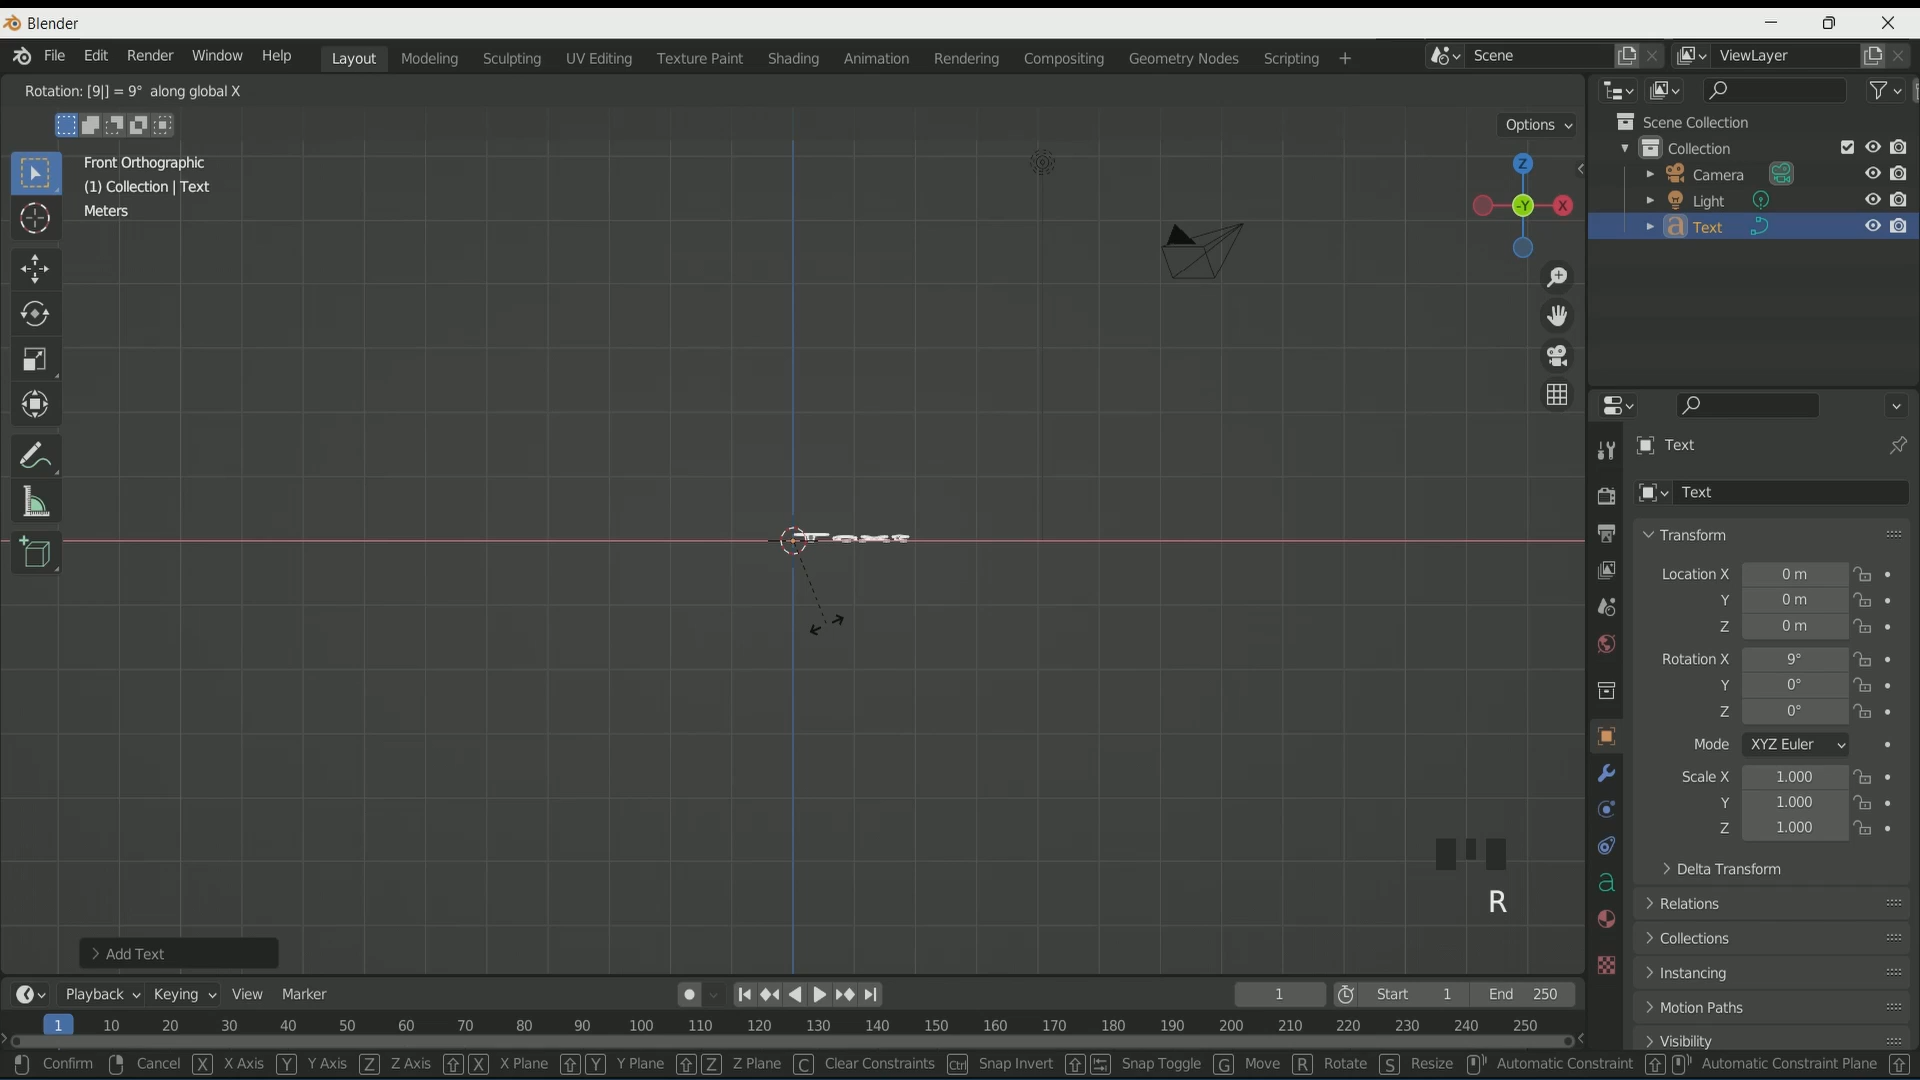 Blender
File Edit Render Window Help Layout Modeling Sculpting UV Editing Texture Paint Shading Animation Rendering Compositing Geometry Nodes Scripting + Scene ViewLayer
Rotation: [9|] = 9° along global X
Options
Front Orthographic
(1) Collection | Text
Meters
Z
-Y X
Text
Scene Collection
Collection
Camera
Light
Text
Text
Text
Transform
Location X 0 m
Y 0 m
Z 0 m
Rotation X 9°
Y 0°
Z 0°
Mode XYZ Euler
Scale X 1.000
Y 1.000
Z 1.000
Delta Transform
Relations
Collections
Instancing
Motion Paths
Visibility
R
Add Text
Playback Keying View Marker 1 Start 1 End 250
1 10 20 30 40 50 60 70 80 90 100 110 120 130 140 150 160 170 180 190 200 210 220 230 240 250
Confirm Cancel X X Axis Y Y Axis Z Z Axis X X Plane Y Y Plane Z Z Plane C Clear Constraints Ctrl Snap Invert Snap Toggle G Move R Rotate S Resize Automatic Constraint Automatic Constraint Plane